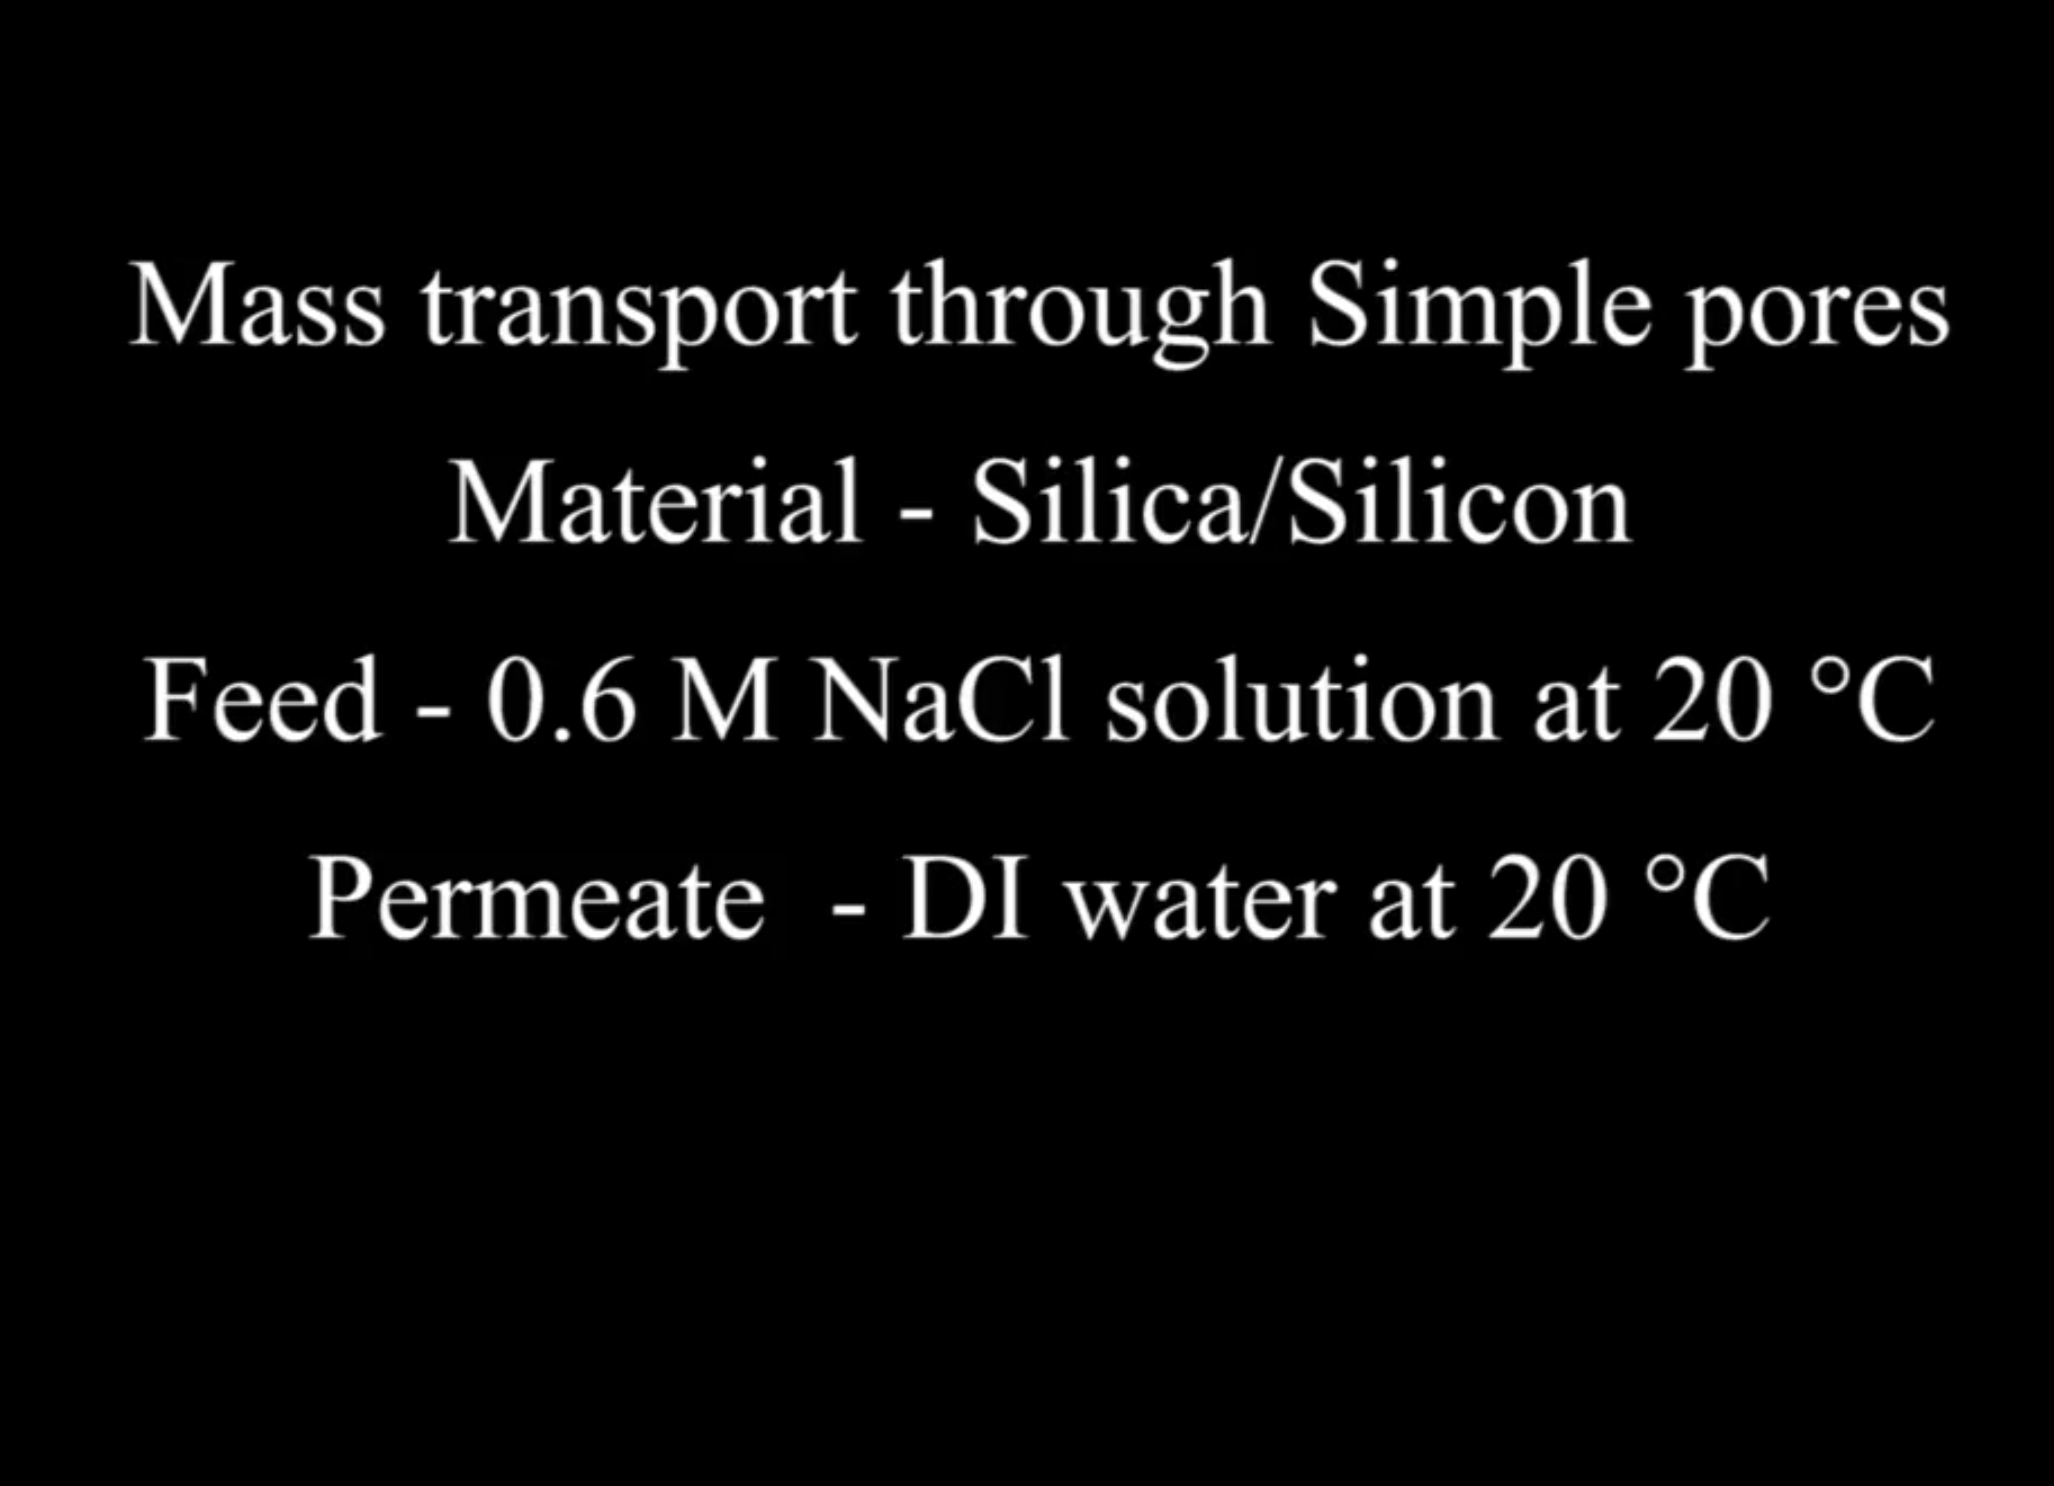 Mass transport through Simple pores
Material - Silica/Silicon
Feed - 0.6 M NaCl solution at 20 °C
Permeate  - DI water at 20 °C